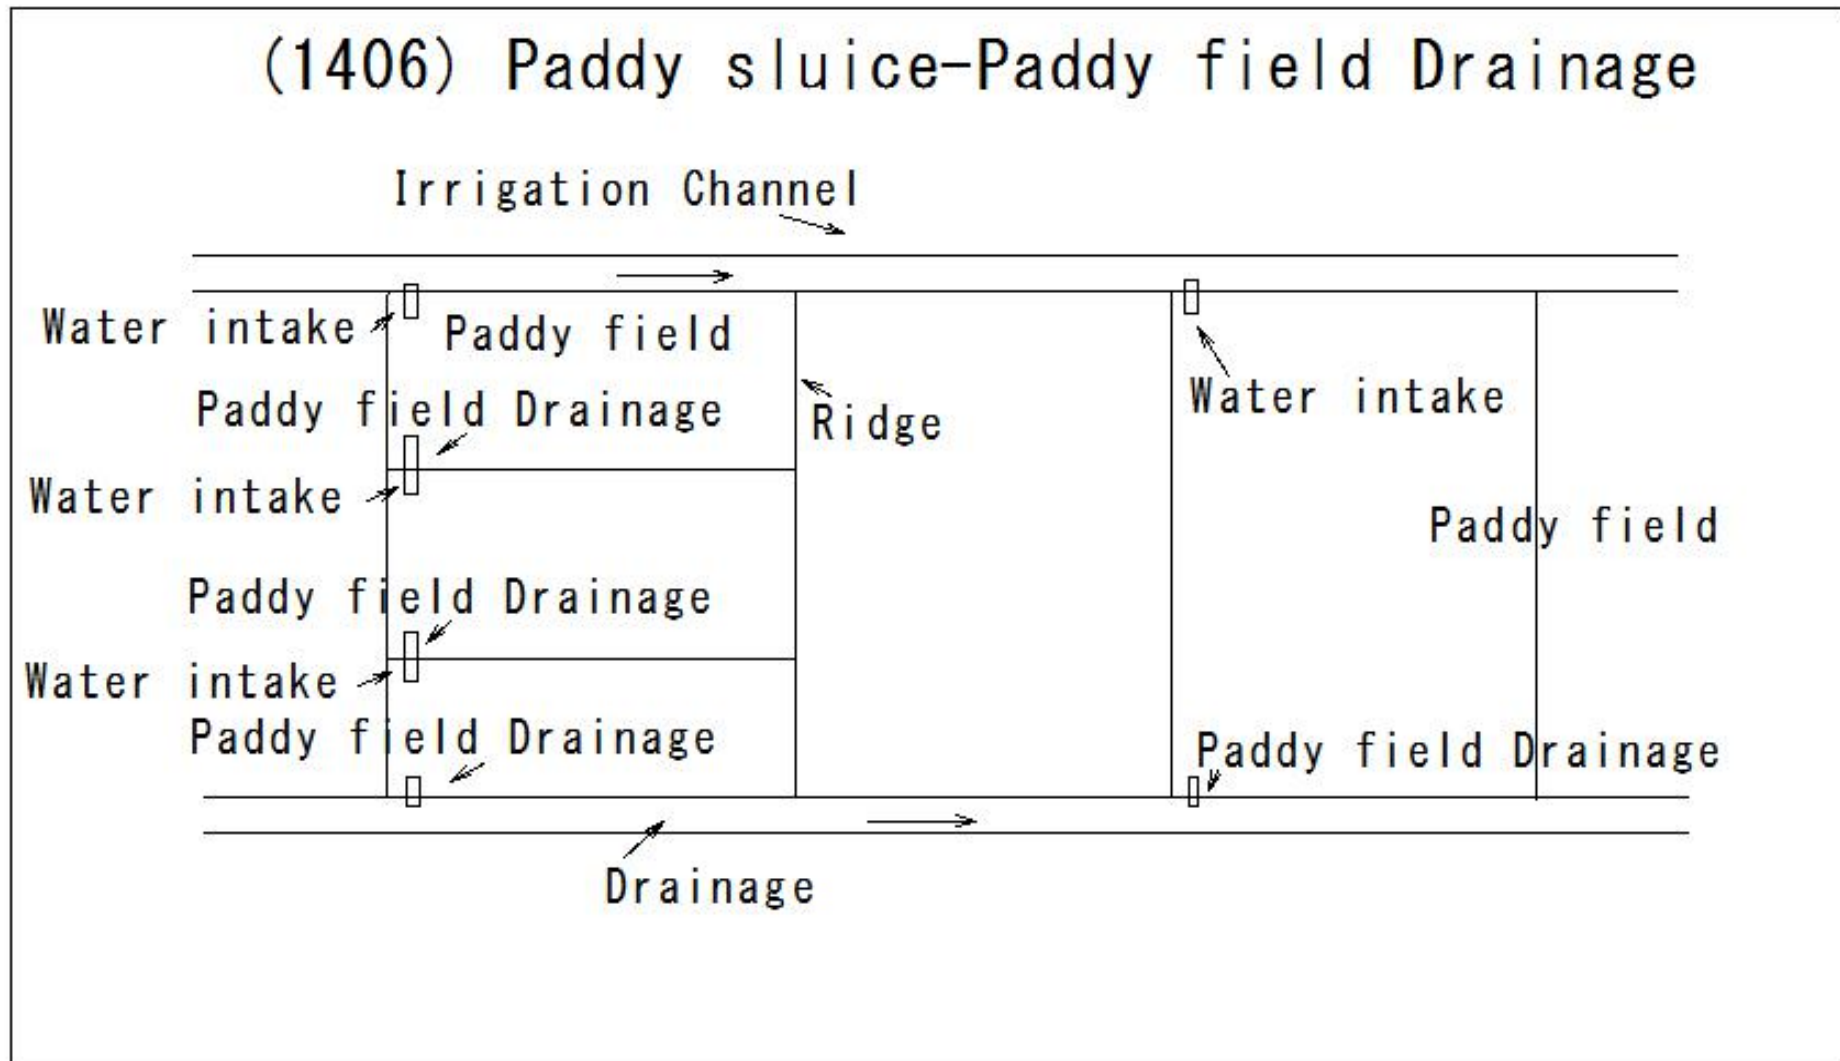 (1406) Paddy sluice-Paddy field Drainage
Irrigation Channel
Water intake
Paddy field
Paddy field Drainage
Ridge
Water intake
Water intake
Paddy field
Paddy field Drainage
Water intake
Paddy field Drainage
Paddy field Drainage
Drainage